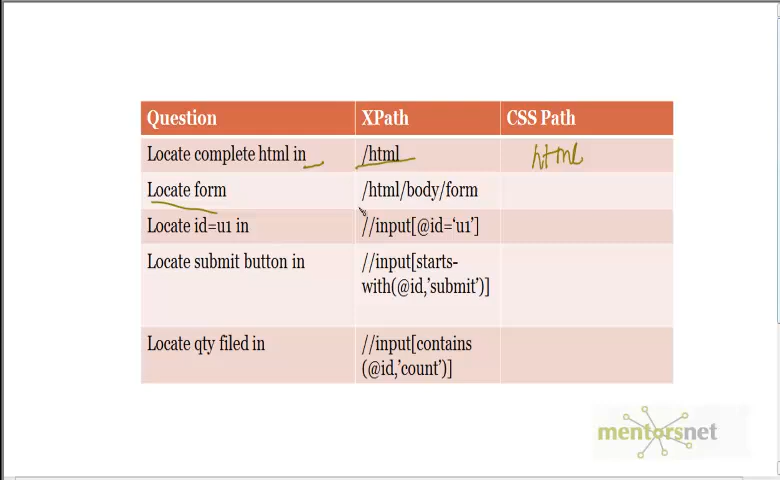 Question XPath CSS Path
Locate complete html in /html html
Locate form /html/body/form
Locate id=u1 in //input[@id=‘u1’]
Locate submit button in //input[starts-
with(@id,’submit’)]
Locate qty filed in //input[contains
(@id,’count’)]
mentorsnet